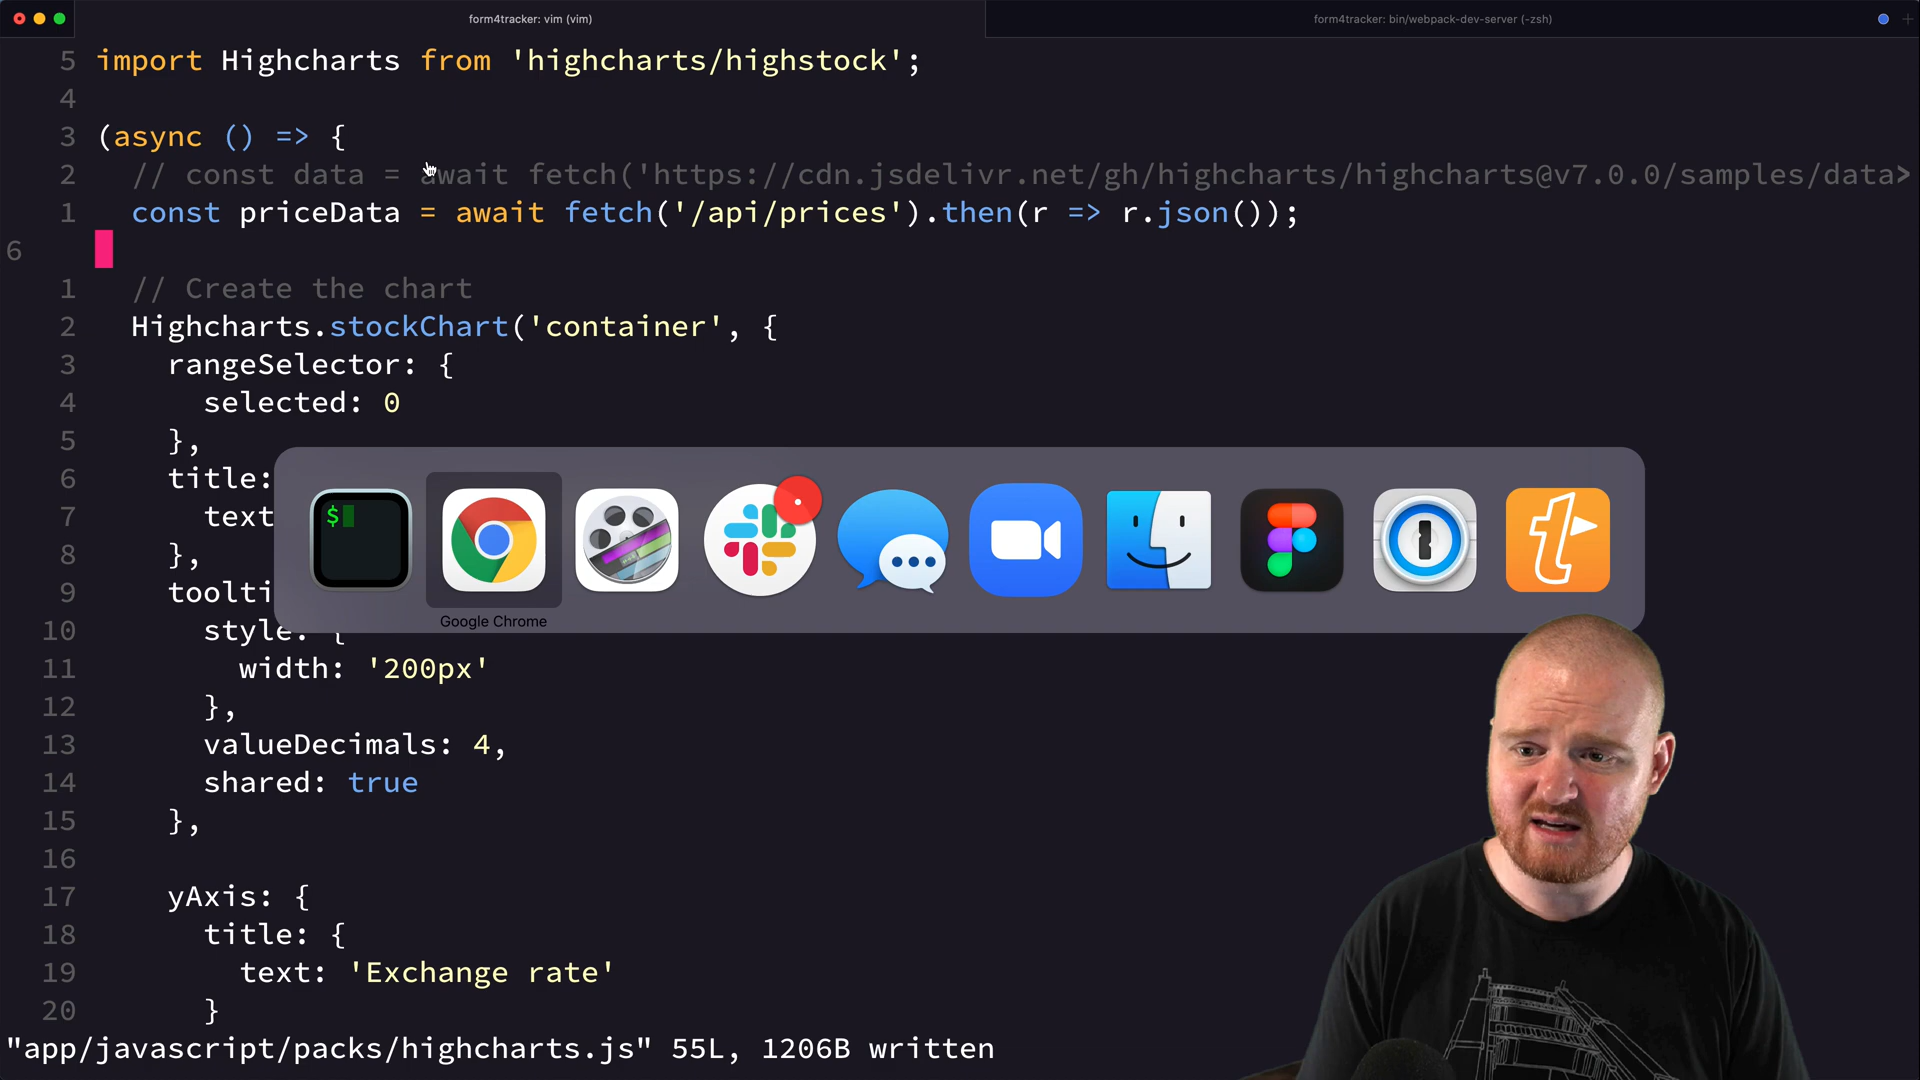 form4tracker: vim (vim)
form4tracker: bin/webpack-dev-server (-zsh)
5 import Highcharts from 'highcharts/highstock';
4
3 (async () => {
2 // const data = await fetch('https://cdn.jsdelivr.net/gh/highcharts/highcharts@v7.0.0/samples/data>
1 const priceData = await fetch('/api/prices').then(r => r.json());
6
1 // Create the chart
2 Highcharts.stockChart('container', {
3 rangeSelector: {
4 selected: 0
5 },
6 title:
7 text
8 },
9 toolti
$
t
Google Chrome
10 style: {
11 width: '200px'
12 },
13 valueDecimals: 4,
14 shared: true
15 },
16
17 yAxis: {
18 title: {
19 text: 'Exchange rate'
20 }
"app/javascript/packs/highcharts.js" 55L, 1206B written